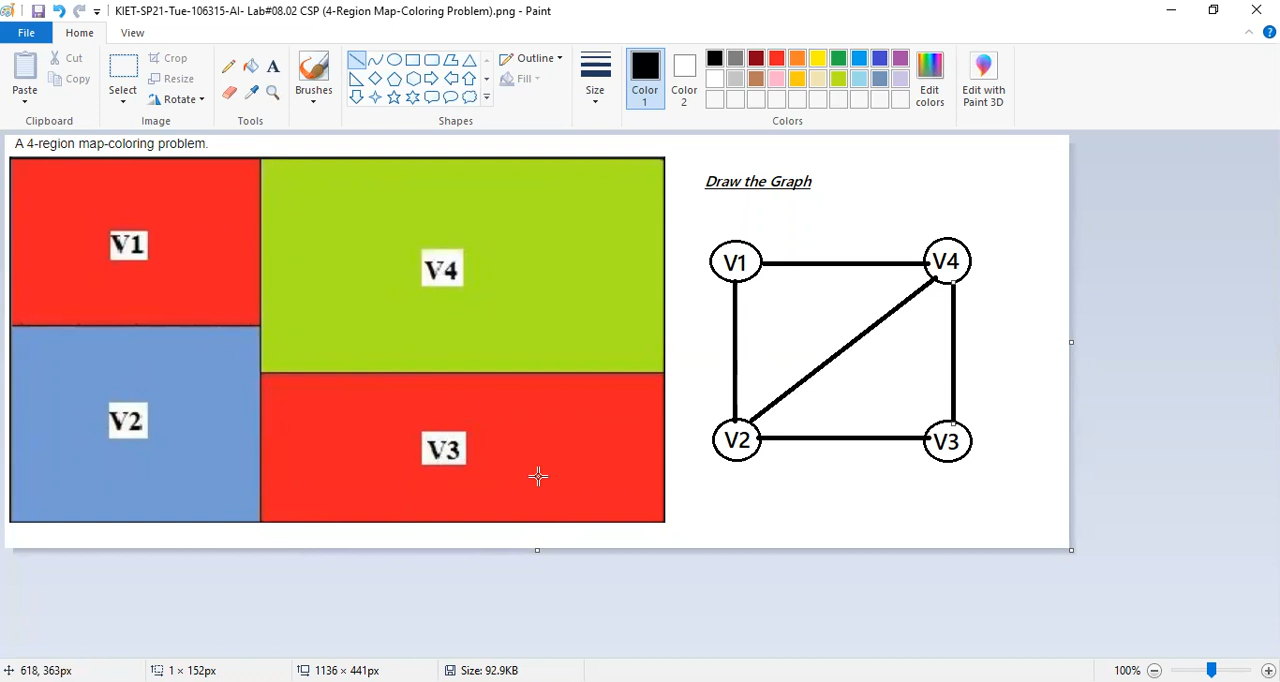 KIET-SP21-Tue-106315-AI- Lab#08.02 CSP (4-Region Map-Coloring Problem).png - Paint
File Home View
Paste
Cut
Copy
Clipboard
Select
Crop
Resize
Rotate
Image
A
Tools
Brushes
Shapes
Outline
Fill
Size
Color 1
Color 2
Colors
Edit colors
Edit with Paint 3D
A 4-region map-coloring problem.
V1
V4
V2
V3
Draw the Graph
V1
V4
V2
V3
618, 363px
1 × 152px
1136 × 441px
Size: 92.9KB
100%